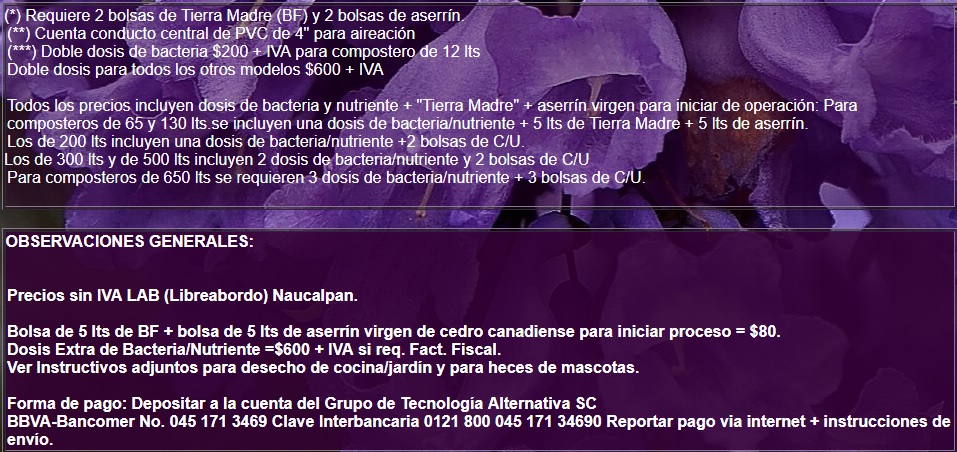 (*) Requiere 2 bolsas de Tierra Madre (BF) y 2 bolsas de aserrín.
(**) Cuenta conducto central de PVC de 4" para aireación
(***) Doble dosis de bacteria $200 + IVA para compostero de 12 lts
Doble dosis para todos los otros modelos $600 + IVA
Todos los precios incluyen dosis de bacteria y nutriente + "Tierra Madre" + aserrín virgen para iniciar de operación: Para
composteros de 65 y 130 lts.se incluyen una dosis de bacteria/nutriente + 5 lts de Tierra Madre + 5 lts de aserrín.
Los de 200 lts incluyen una dosis de bacteria/nutriente +2 bolsas de C/U.
Los de 300 lts y de 500 lts incluyen 2 dosis de bacteria/nutriente y 2 bolsas de C/U
Para composteros de 650 lts se requieren 3 dosis de bacteria/nutriente + 3 bolsas de C/U.
OBSERVACIONES GENERALES:
Precios sin IVA LAB (Libreabordo) Naucalpan.
Bolsa de 5 lts de BF + bolsa de 5 lts de aserrín virgen de cedro canadiense para iniciar proceso = $80.
Dosis Extra de Bacteria/Nutriente =$600 + IVA si req. Fact. Fiscal.
Ver Instructivos adjuntos para desecho de cocina/jardín y para heces de mascotas.
Forma de pago: Depositar a la cuenta del Grupo de Tecnología Alternativa SC
BBVA-Bancomer No. 045 171 3469 Clave Interbancaria 0121 800 045 171 34690 Reportar pago via internet + instrucciones de
envío.